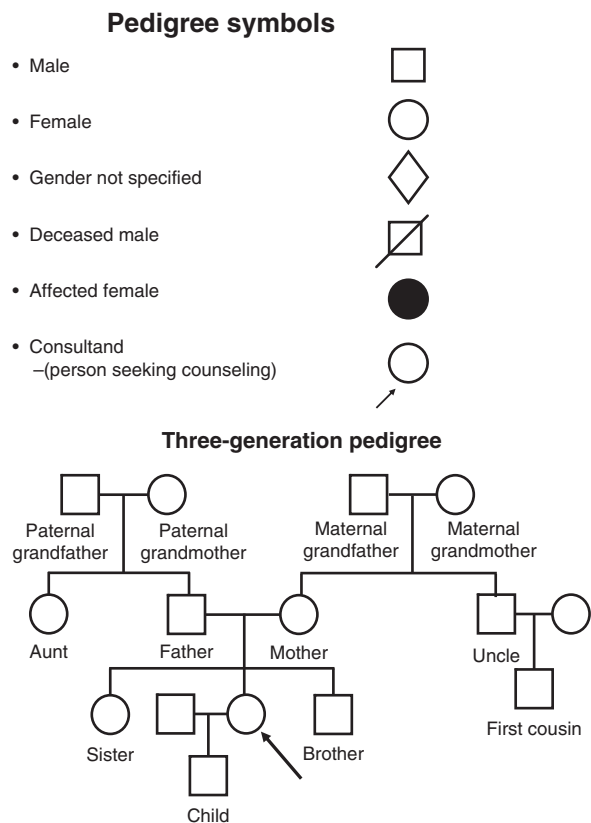 Pedigree symbols
• Male
• Female
• Gender not specified
• Deceased male
• Affected female
• Consultand
–(person seeking counseling)
Three-generation pedigree
Paternal grandfather
Paternal grandmother
Maternal grandfather
Maternal grandmother
Aunt
Father
Mother
Uncle
First cousin
Sister
Brother
Child